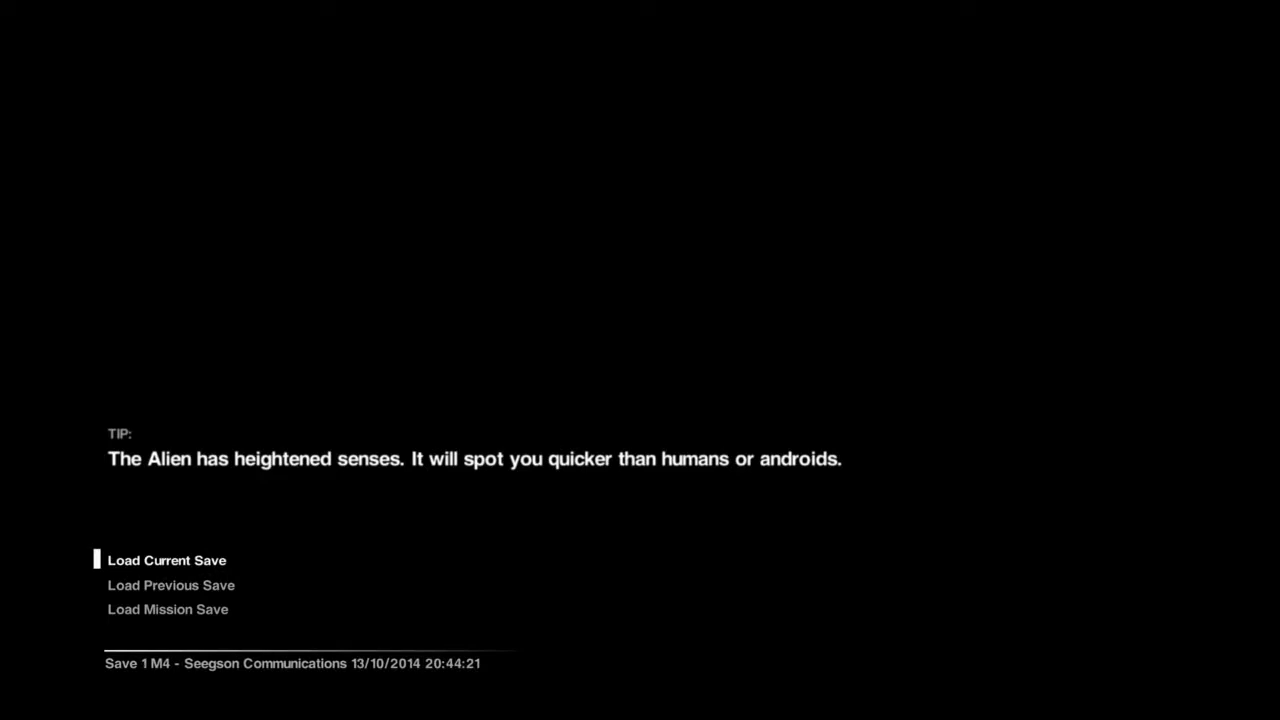 TIP:
The Alien has heightened senses. It will spot you quicker than humans or androids.
Load Current Save
Load Previous Save
Load Mission Save
Save 1 M4 - Seegson Communications 13/10/2014 20:44:21